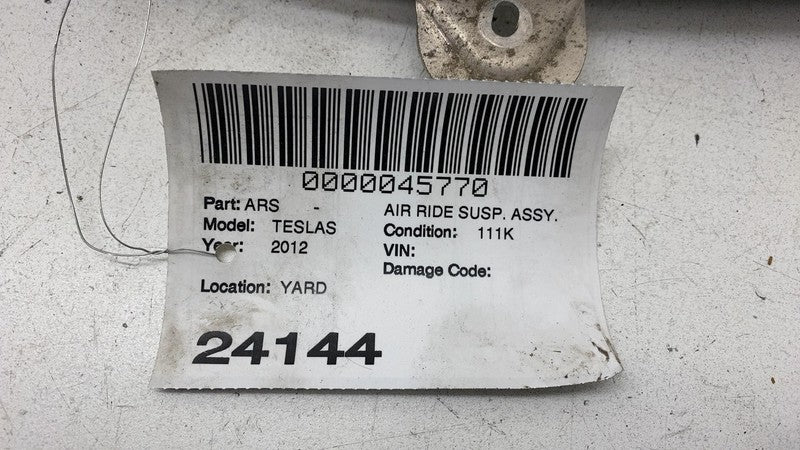 0000045770
Part: ARS - AIR RIDE SUSP. ASSY.
Model: TESLAS Condition: 111K
Year: 2012 VIN:
Damage Code:
Location: YARD
24144